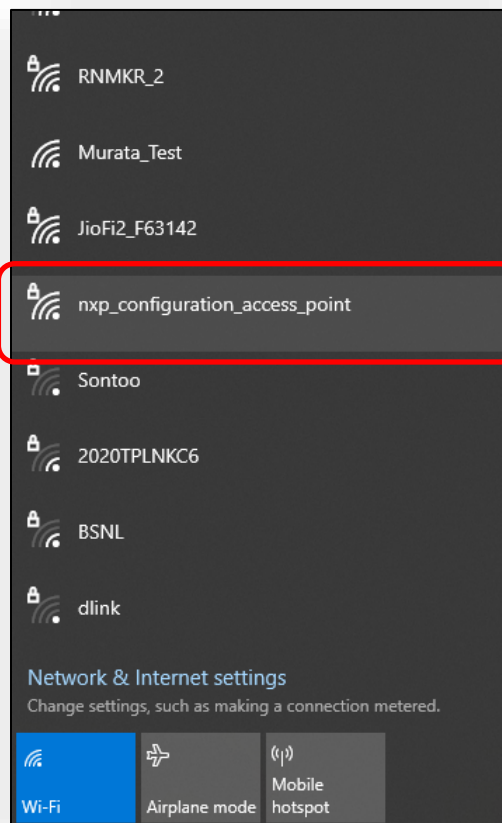 RNMKR_2
Murata_Test
JioFi2_F63142
nxp_configuration_access_point
Sontoo
2020TPLNKC6
BSNL
dlink
Network & Internet settings
Change settings, such as making a connection metered.
Wi-Fi
Airplane mode
Mobile
hotspot